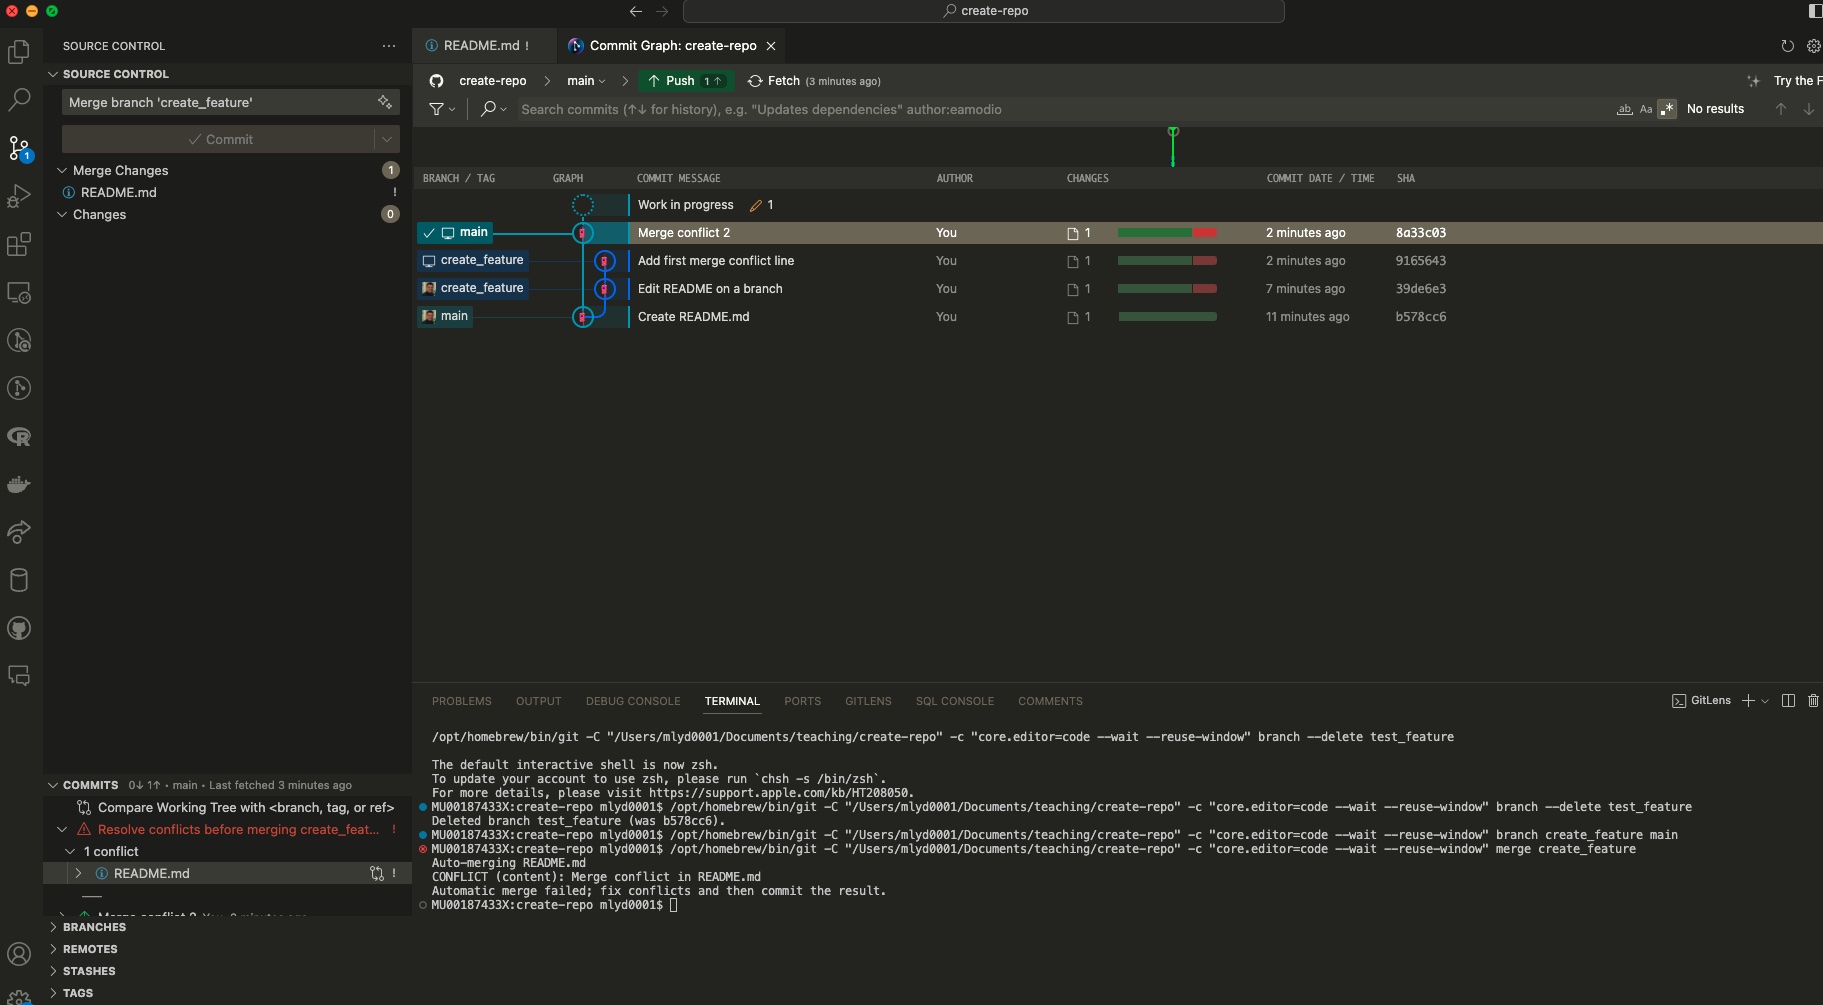 create-repo
SOURCE CONTROL
README.md !
Commit Graph: create-repo
SOURCE CONTROL
create-repo
main
Push 1
Fetch (3 minutes ago)
Try the F
Merge branch 'create_feature'
Search commits (↑↓ for history), e.g. "Updates dependencies" author:eamodio
ab Aa .* No results
Commit
Merge Changes 1
README.md !
Changes 0
BRANCH / TAG GRAPH COMMIT MESSAGE AUTHOR CHANGES COMMIT DATE / TIME SHA
Work in progress 1
main Merge conflict 2 You 1 2 minutes ago 8a33c03
create_feature Add first merge conflict line You 1 2 minutes ago 9165643
create_feature Edit README on a branch You 1 7 minutes ago 39de6e3
main Create README.md You 1 11 minutes ago b578cc6
1
PROBLEMS OUTPUT DEBUG CONSOLE TERMINAL PORTS GITLENS SQL CONSOLE COMMENTS
GitLens
/opt/homebrew/bin/git -C "/Users/mlyd0001/Documents/teaching/create-repo" -c "core.editor=code --wait --reuse-window" branch --delete test_feature
The default interactive shell is now zsh.
To update your account to use zsh, please run `chsh -s /bin/zsh`.
For more details, please visit https://support.apple.com/kb/HT208050.
MU00187433X:create-repo mlyd0001$ /opt/homebrew/bin/git -C "/Users/mlyd0001/Documents/teaching/create-repo" -c "core.editor=code --wait --reuse-window" branch --delete test_feature
Deleted branch test_feature (was b578cc6).
MU00187433X:create-repo mlyd0001$ /opt/homebrew/bin/git -C "/Users/mlyd0001/Documents/teaching/create-repo" -c "core.editor=code --wait --reuse-window" branch create_feature main
MU00187433X:create-repo mlyd0001$ /opt/homebrew/bin/git -C "/Users/mlyd0001/Documents/teaching/create-repo" -c "core.editor=code --wait --reuse-window" merge create_feature
Auto-merging README.md
CONFLICT (content): Merge conflict in README.md
Automatic merge failed; fix conflicts and then commit the result.
MU00187433X:create-repo mlyd0001$
COMMITS 0↓ 1↑ • main • Last fetched 3 minutes ago
Compare Working Tree with <branch, tag, or ref>
Resolve conflicts before merging create_feat... !
1 conflict
README.md !
Merge conflict 2 You, 2 minutes ago
BRANCHES
REMOTES
STASHES
TAGS